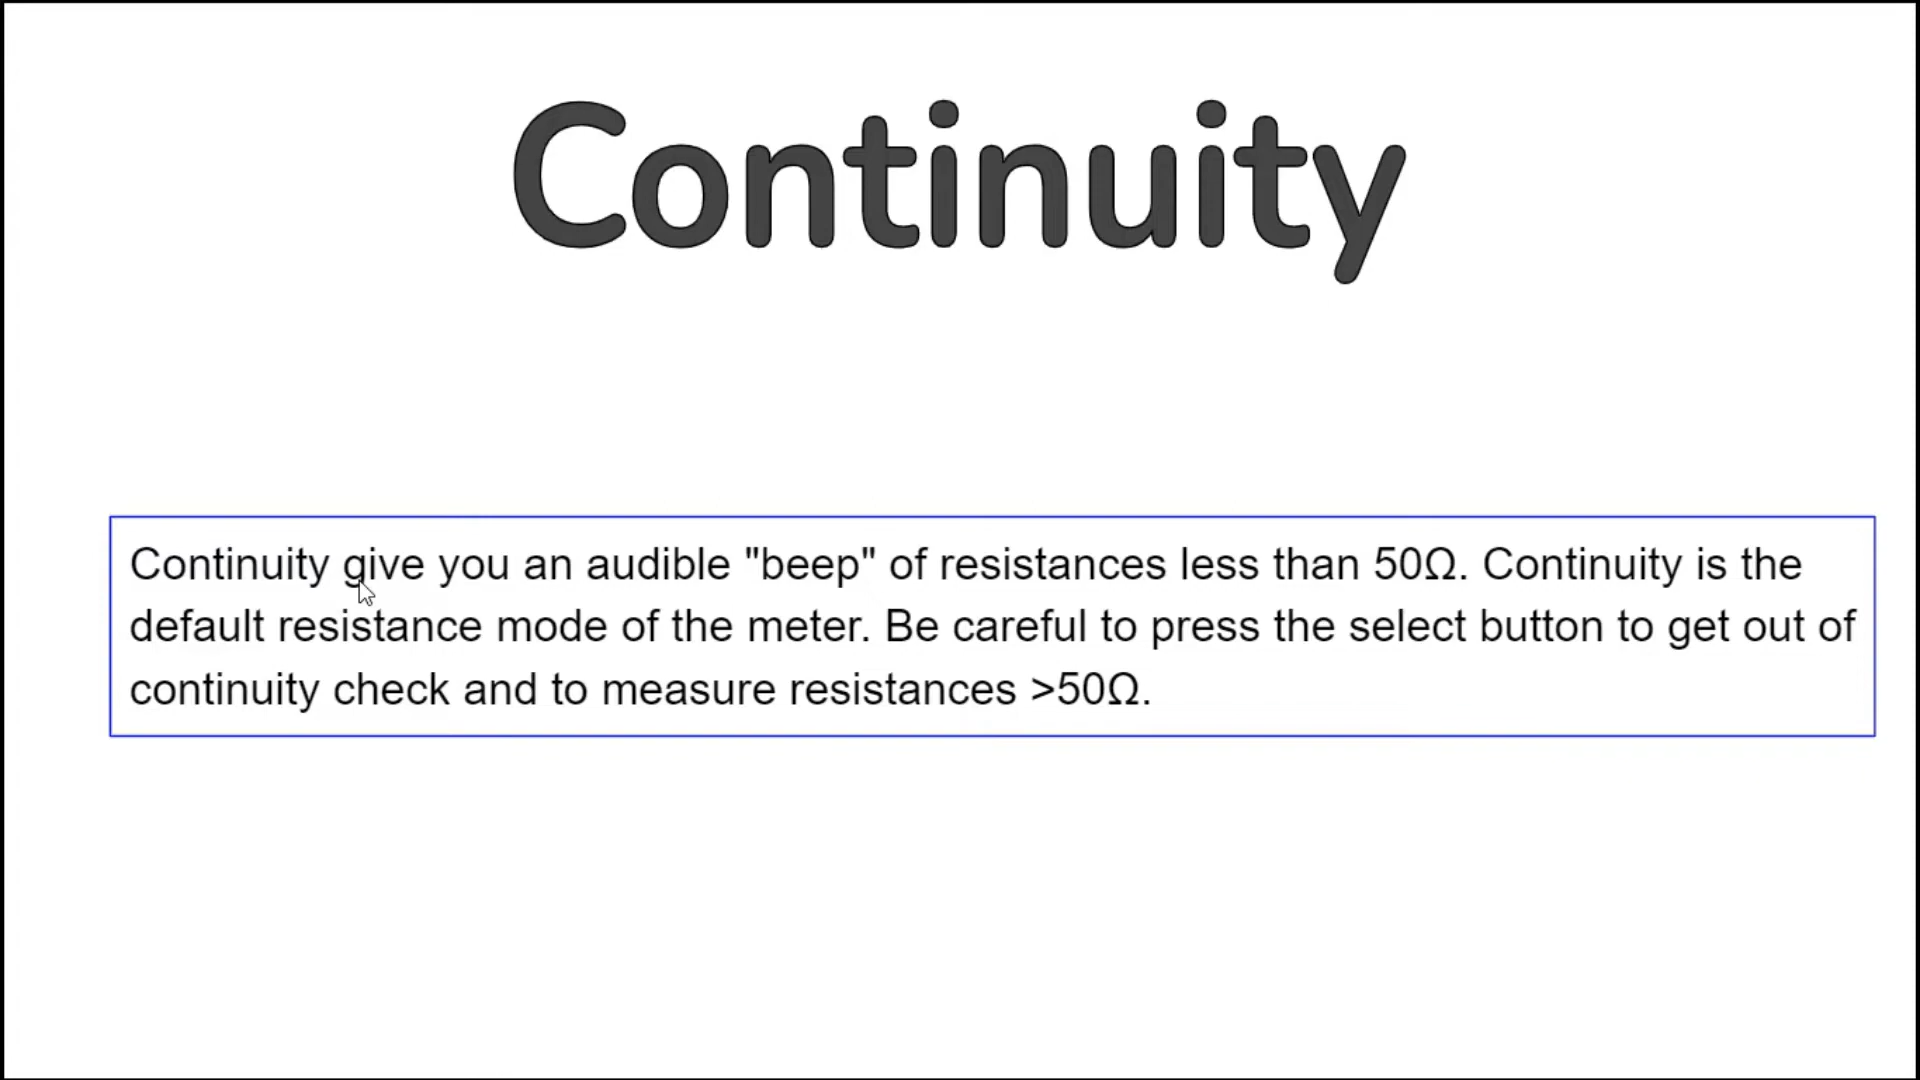 Continuity
Continuity give you an audible "beep" of resistances less than 50Ω. Continuity is the
default resistance mode of the meter. Be careful to press the select button to get out of
continuity check and to measure resistances >50Ω.